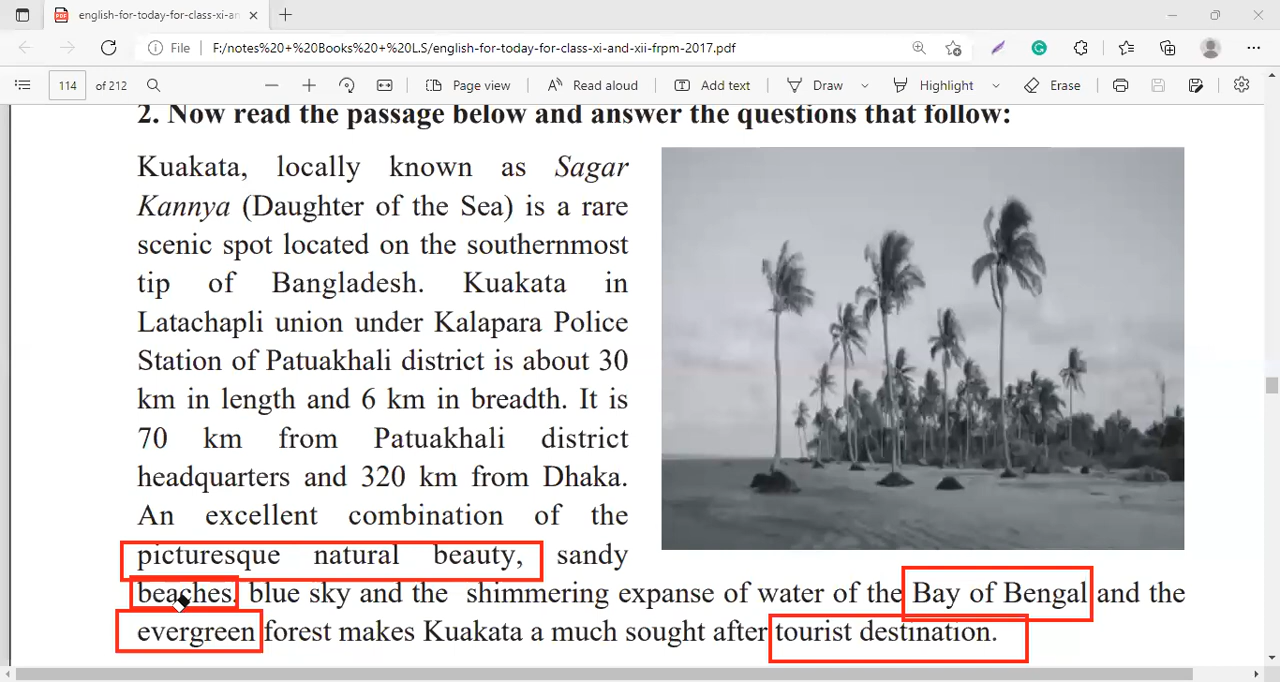 english-for-today-for-class-xi-an
File F:/notes%20+%20Books%20+%20L.S/english-for-today-for-class-xi-and-xii-frpm-2017.pdf
114 of 212 Page view Read aloud Add text Draw Highlight Erase
2. Now read the passage below and answer the questions that follow:
Kuakata, locally known as Sagar
Kannya (Daughter of the Sea) is a rare
scenic spot located on the southernmost
tip of Bangladesh. Kuakata in
Latachapli union under Kalapara Police
Station of Patuakhali district is about 30
km in length and 6 km in breadth. It is
70 km from Patuakhali district
headquarters and 320 km from Dhaka.
An excellent combination of the
picturesque natural beauty, sandy
beaches, blue sky and the shimmering expanse of water of the Bay of Bengal and the
evergreen forest makes Kuakata a much sought after tourist destination.